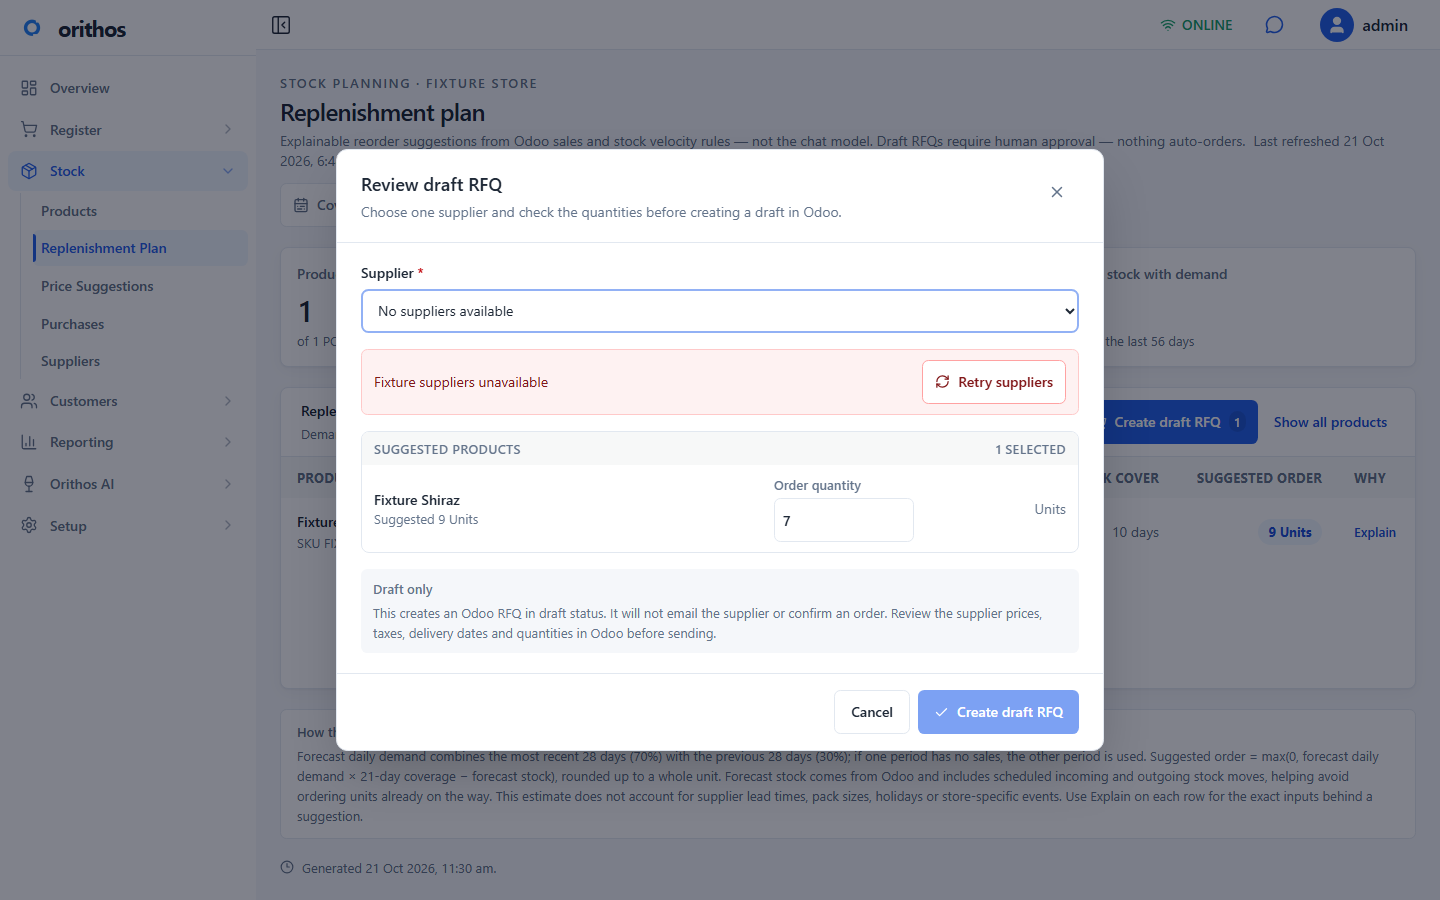 orithos
ONLINE
admin
Overview
Register
Stock
Products
Replenishment Plan
Price Suggestions
Purchases
Suppliers
Customers
Reporting
Orithos AI
Setup
STOCK PLANNING · FIXTURE STORE
Replenishment plan
Explainable reorder suggestions from Odoo sales and stock velocity rules — not the chat model. Draft RFQs require human approval — nothing auto-orders. Last refreshed 21 Oct
2026, 6:4
Review draft RFQ
Choose one supplier and check the quantities before creating a draft in Odoo.
Supplier *
No suppliers available
Fixture suppliers unavailable
Retry suppliers
SUGGESTED PRODUCTS
1 SELECTED
Fixture Shiraz
Suggested 9 Units
Order quantity
7
Units
Draft only
This creates an Odoo RFQ in draft status. It will not email the supplier or confirm an order. Review the supplier prices,
taxes, delivery dates and quantities in Odoo before sending.
Cancel
Create draft RFQ
1
of 1
stock with demand
the last 56 days
Create draft RFQ 1
Show all products
COVER
SUGGESTED ORDER
WHY
SKU
10 days
9 Units
Explain
How
Forecast daily demand combines the most recent 28 days (70%) with the previous 28 days (30%); if one period has no sales, the other period is used. Suggested order = max(0, forecast daily
demand × 21-day coverage − forecast stock), rounded up to a whole unit. Forecast stock comes from Odoo and includes scheduled incoming and outgoing stock moves, helping avoid
ordering units already on the way. This estimate does not account for supplier lead times, pack sizes, holidays or store-specific events. Use Explain on each row for the exact inputs behind a
suggestion.
Generated 21 Oct 2026, 11:30 am.